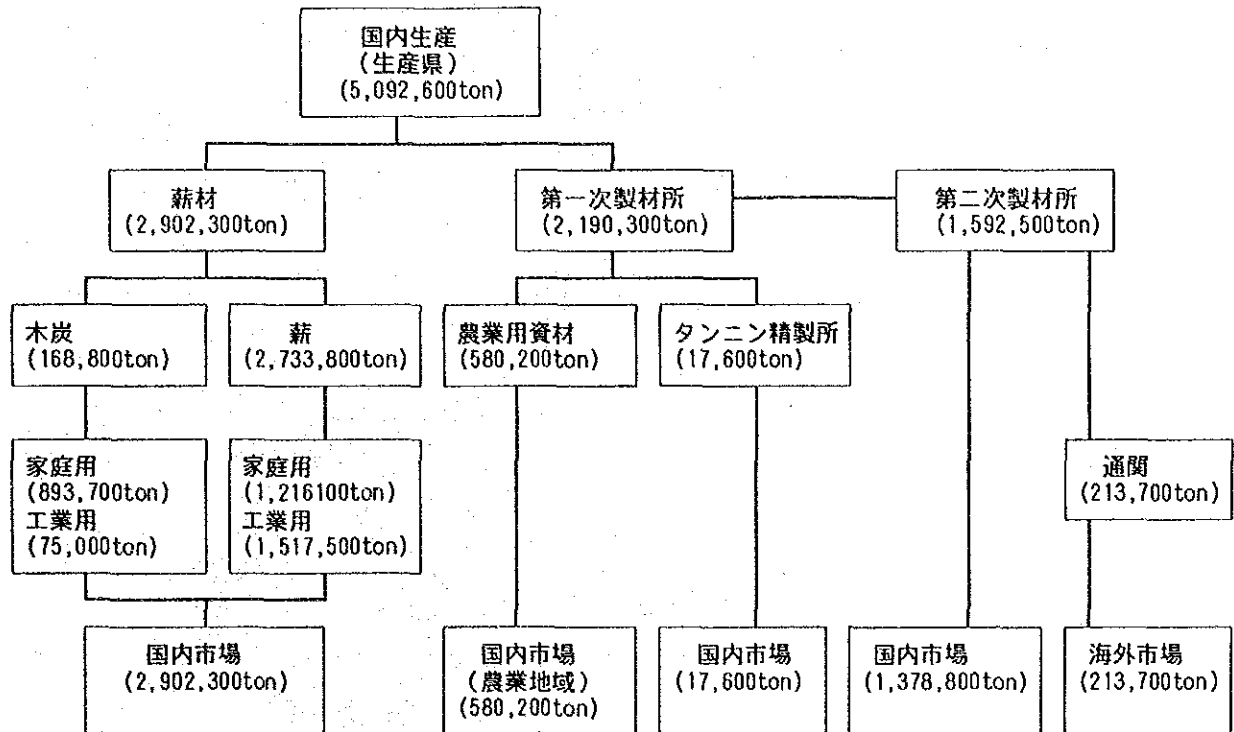 国内生産
(生産県)
(5,092,600ton)
薪材
(2,902,300ton)
第一次製材所
(2,190,300ton)
第二次製材所
(1,592,500ton)
木炭
(168,800ton)
薪
(2,733,800ton)
農業用資材
(580,200ton)
タンニン精製所
(17,600ton)
家庭用
(893,700ton)
工業用
(75,000ton)
家庭用
(1,216100ton)
工業用
(1,517,500ton)
通関
(213,700ton)
国内市場
(2,902,300ton)
国内市場
(農業地域)
(580,200ton)
国内市場
(17,600ton)
国内市場
(1,378,800ton)
海外市場
(213,700ton)